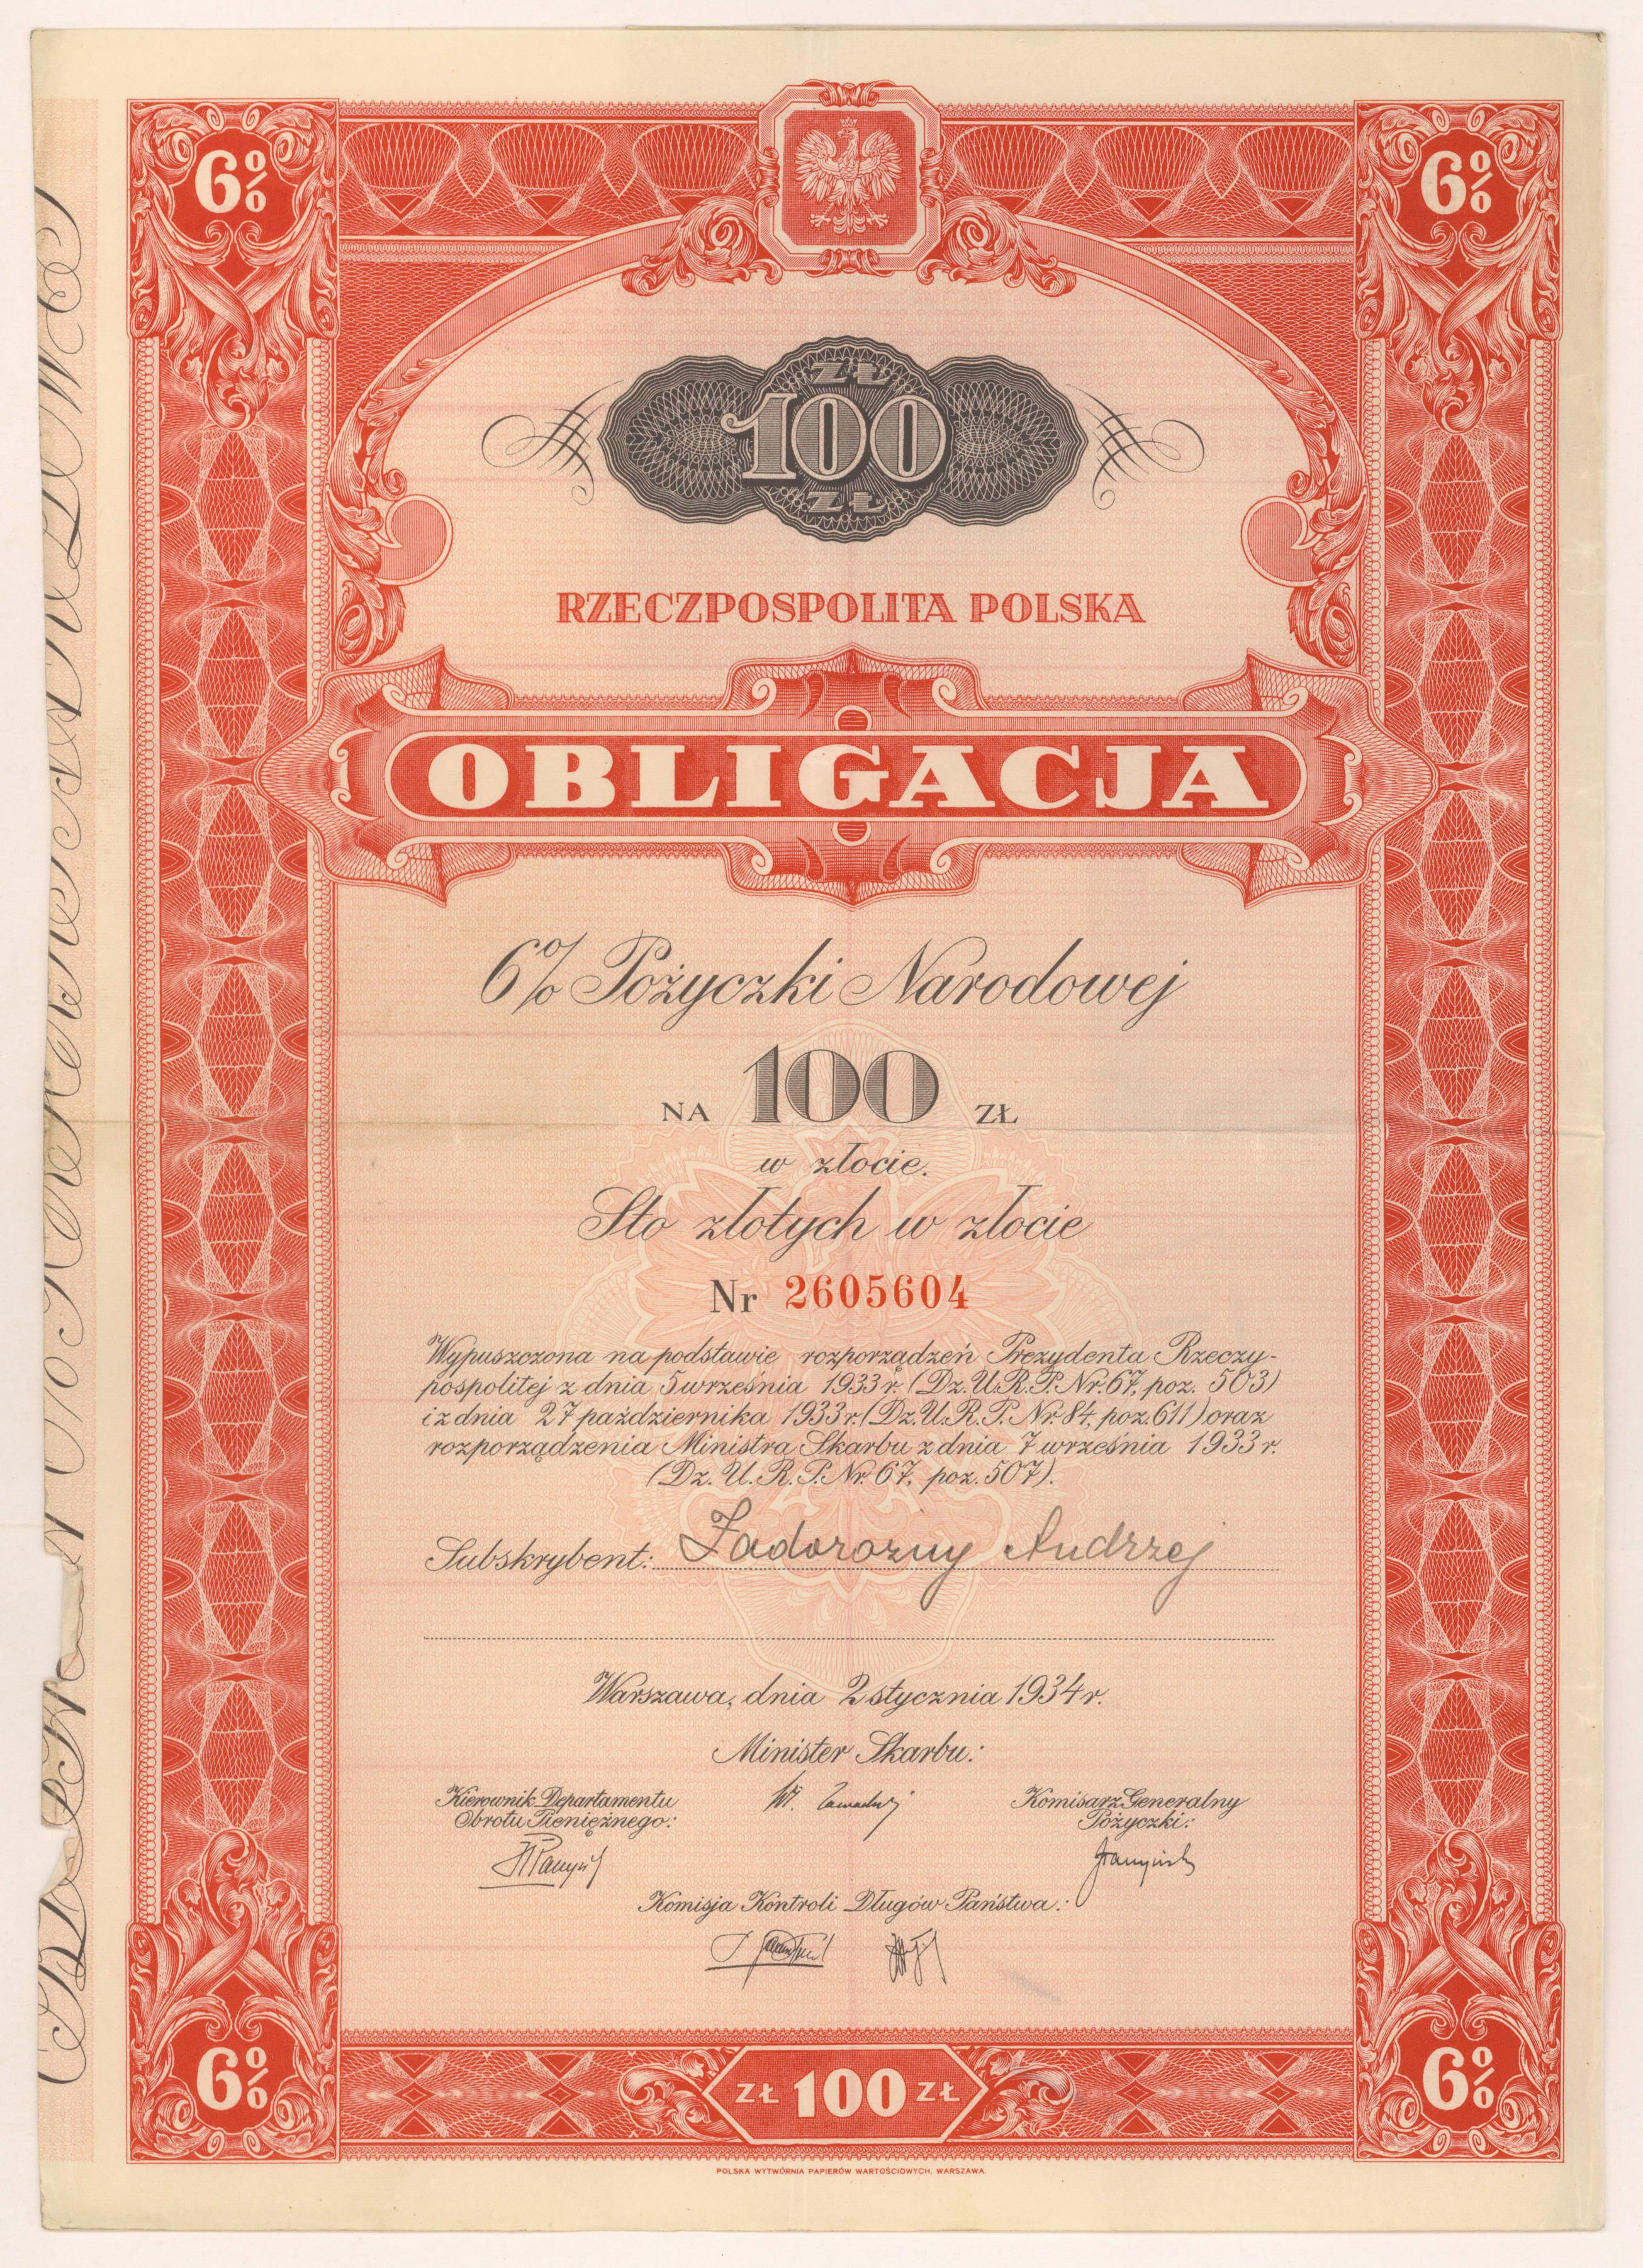 6%
6%
ZŁ
100
ZŁ
RZECZPOSPOLITA POLSKA
OBLIGACJA
6% Pożyczki Narodowej
NA 100 ZŁ
w złocie.
Sto złotych w złocie
Nr 2605604
Wypuszczona na podstawie rozporządzeń Prezydenta Rzeczy-
pospolitej z dnia 5 września 1933 r. (Dz. U. R. P. Nr. 67, poz. 503)
i z dnia 27 października 1933 r. (Dz. U. R. P. Nr 84, poz. 611) oraz
rozporządzenia Ministra Skarbu z dnia 7 września 1933 r.
(Dz. U. R. P. Nr. 67, poz. 507).
Subskrybent: Zadorozny Andrzej
Warszawa, dnia 2 stycznia 1934 r.
Minister Skarbu:
Kierownik Departamentu
Obrotu Pieniężnego:
Komisarz Generalny
Pożyczki:
Komisja Kontroli Długów Państwa:
6%
ZŁ 100 ZŁ
6%
POLSKA WYTWÓRNIA PAPIERÓW WARTOŚCIOWYCH. WARSZAWA.